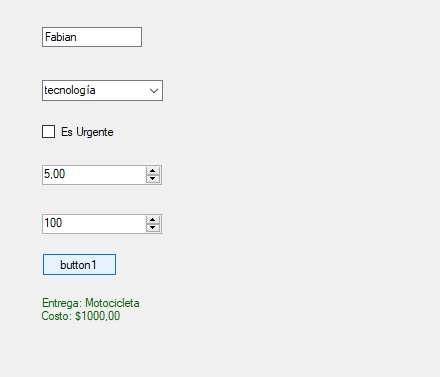 Fabian
tecnología
Es Urgente
5,00
100
button1
Entrega: Motocicleta
Costo: $1000,00